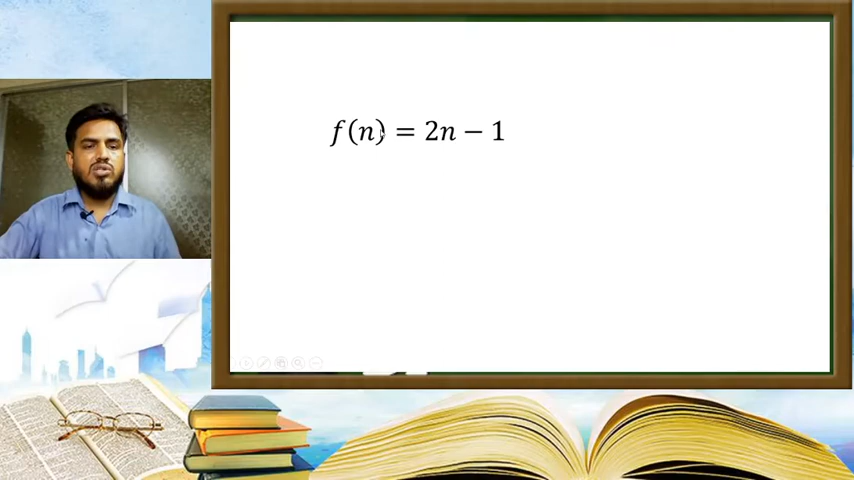 f(n) = 2n − 1